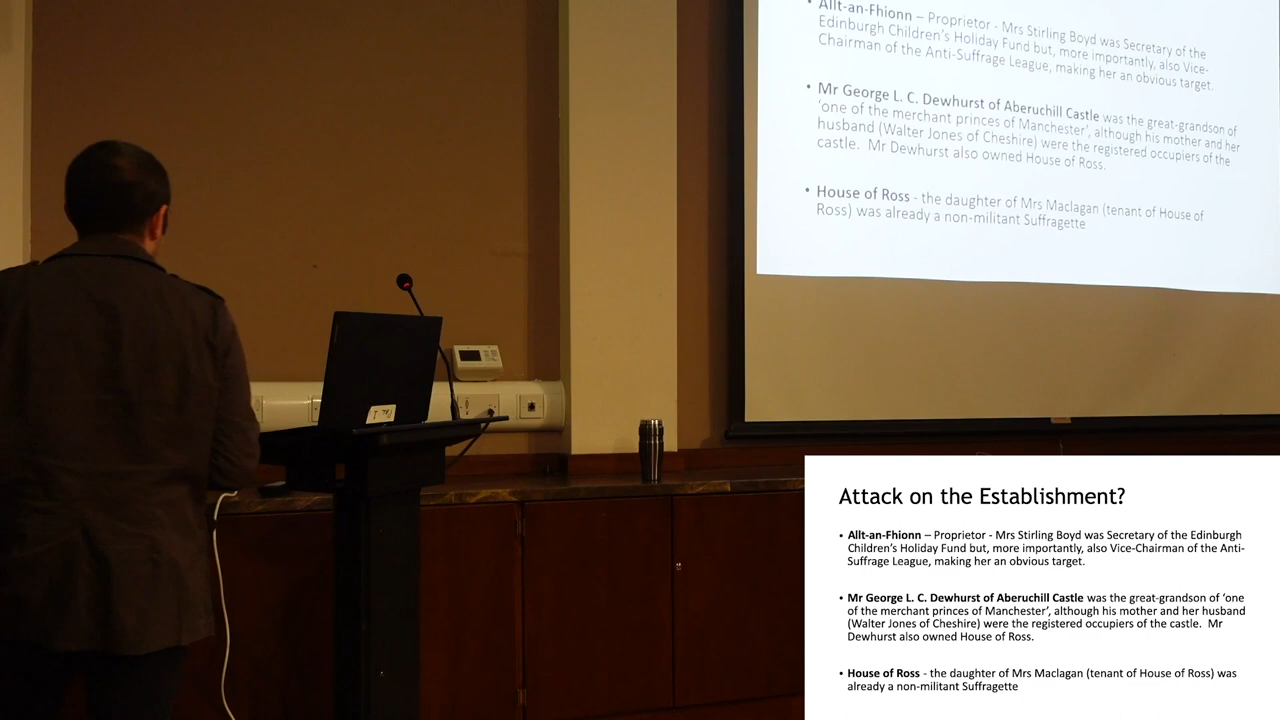 Allt-an-Fhionn – Proprietor - Mrs Stirling Boyd was Secretary of the
Edinburgh Children's Holiday Fund but, more importantly, also Vice-
Chairman of the Anti-Suffrage League, making her an obvious target.
Mr George L. C. Dewhurst of Aberuchill Castle was the great-grandson of
'one of the merchant princes of Manchester', although his mother and her
husband (Walter Jones of Cheshire) were the registered occupiers of the
castle. Mr Dewhurst also owned House of Ross.
House of Ross - the daughter of Mrs Maclagan (tenant of House of
Ross) was already a non-militant Suffragette
Attack on the Establishment?
• Allt-an-Fhionn – Proprietor - Mrs Stirling Boyd was Secretary of the Edinburgh
Children's Holiday Fund but, more importantly, also Vice-Chairman of the Anti-
Suffrage League, making her an obvious target.
• Mr George L. C. Dewhurst of Aberuchill Castle was the great-grandson of 'one
of the merchant princes of Manchester', although his mother and her husband
(Walter Jones of Cheshire) were the registered occupiers of the castle. Mr
Dewhurst also owned House of Ross.
• House of Ross - the daughter of Mrs Maclagan (tenant of House of Ross) was
already a non-militant Suffragette